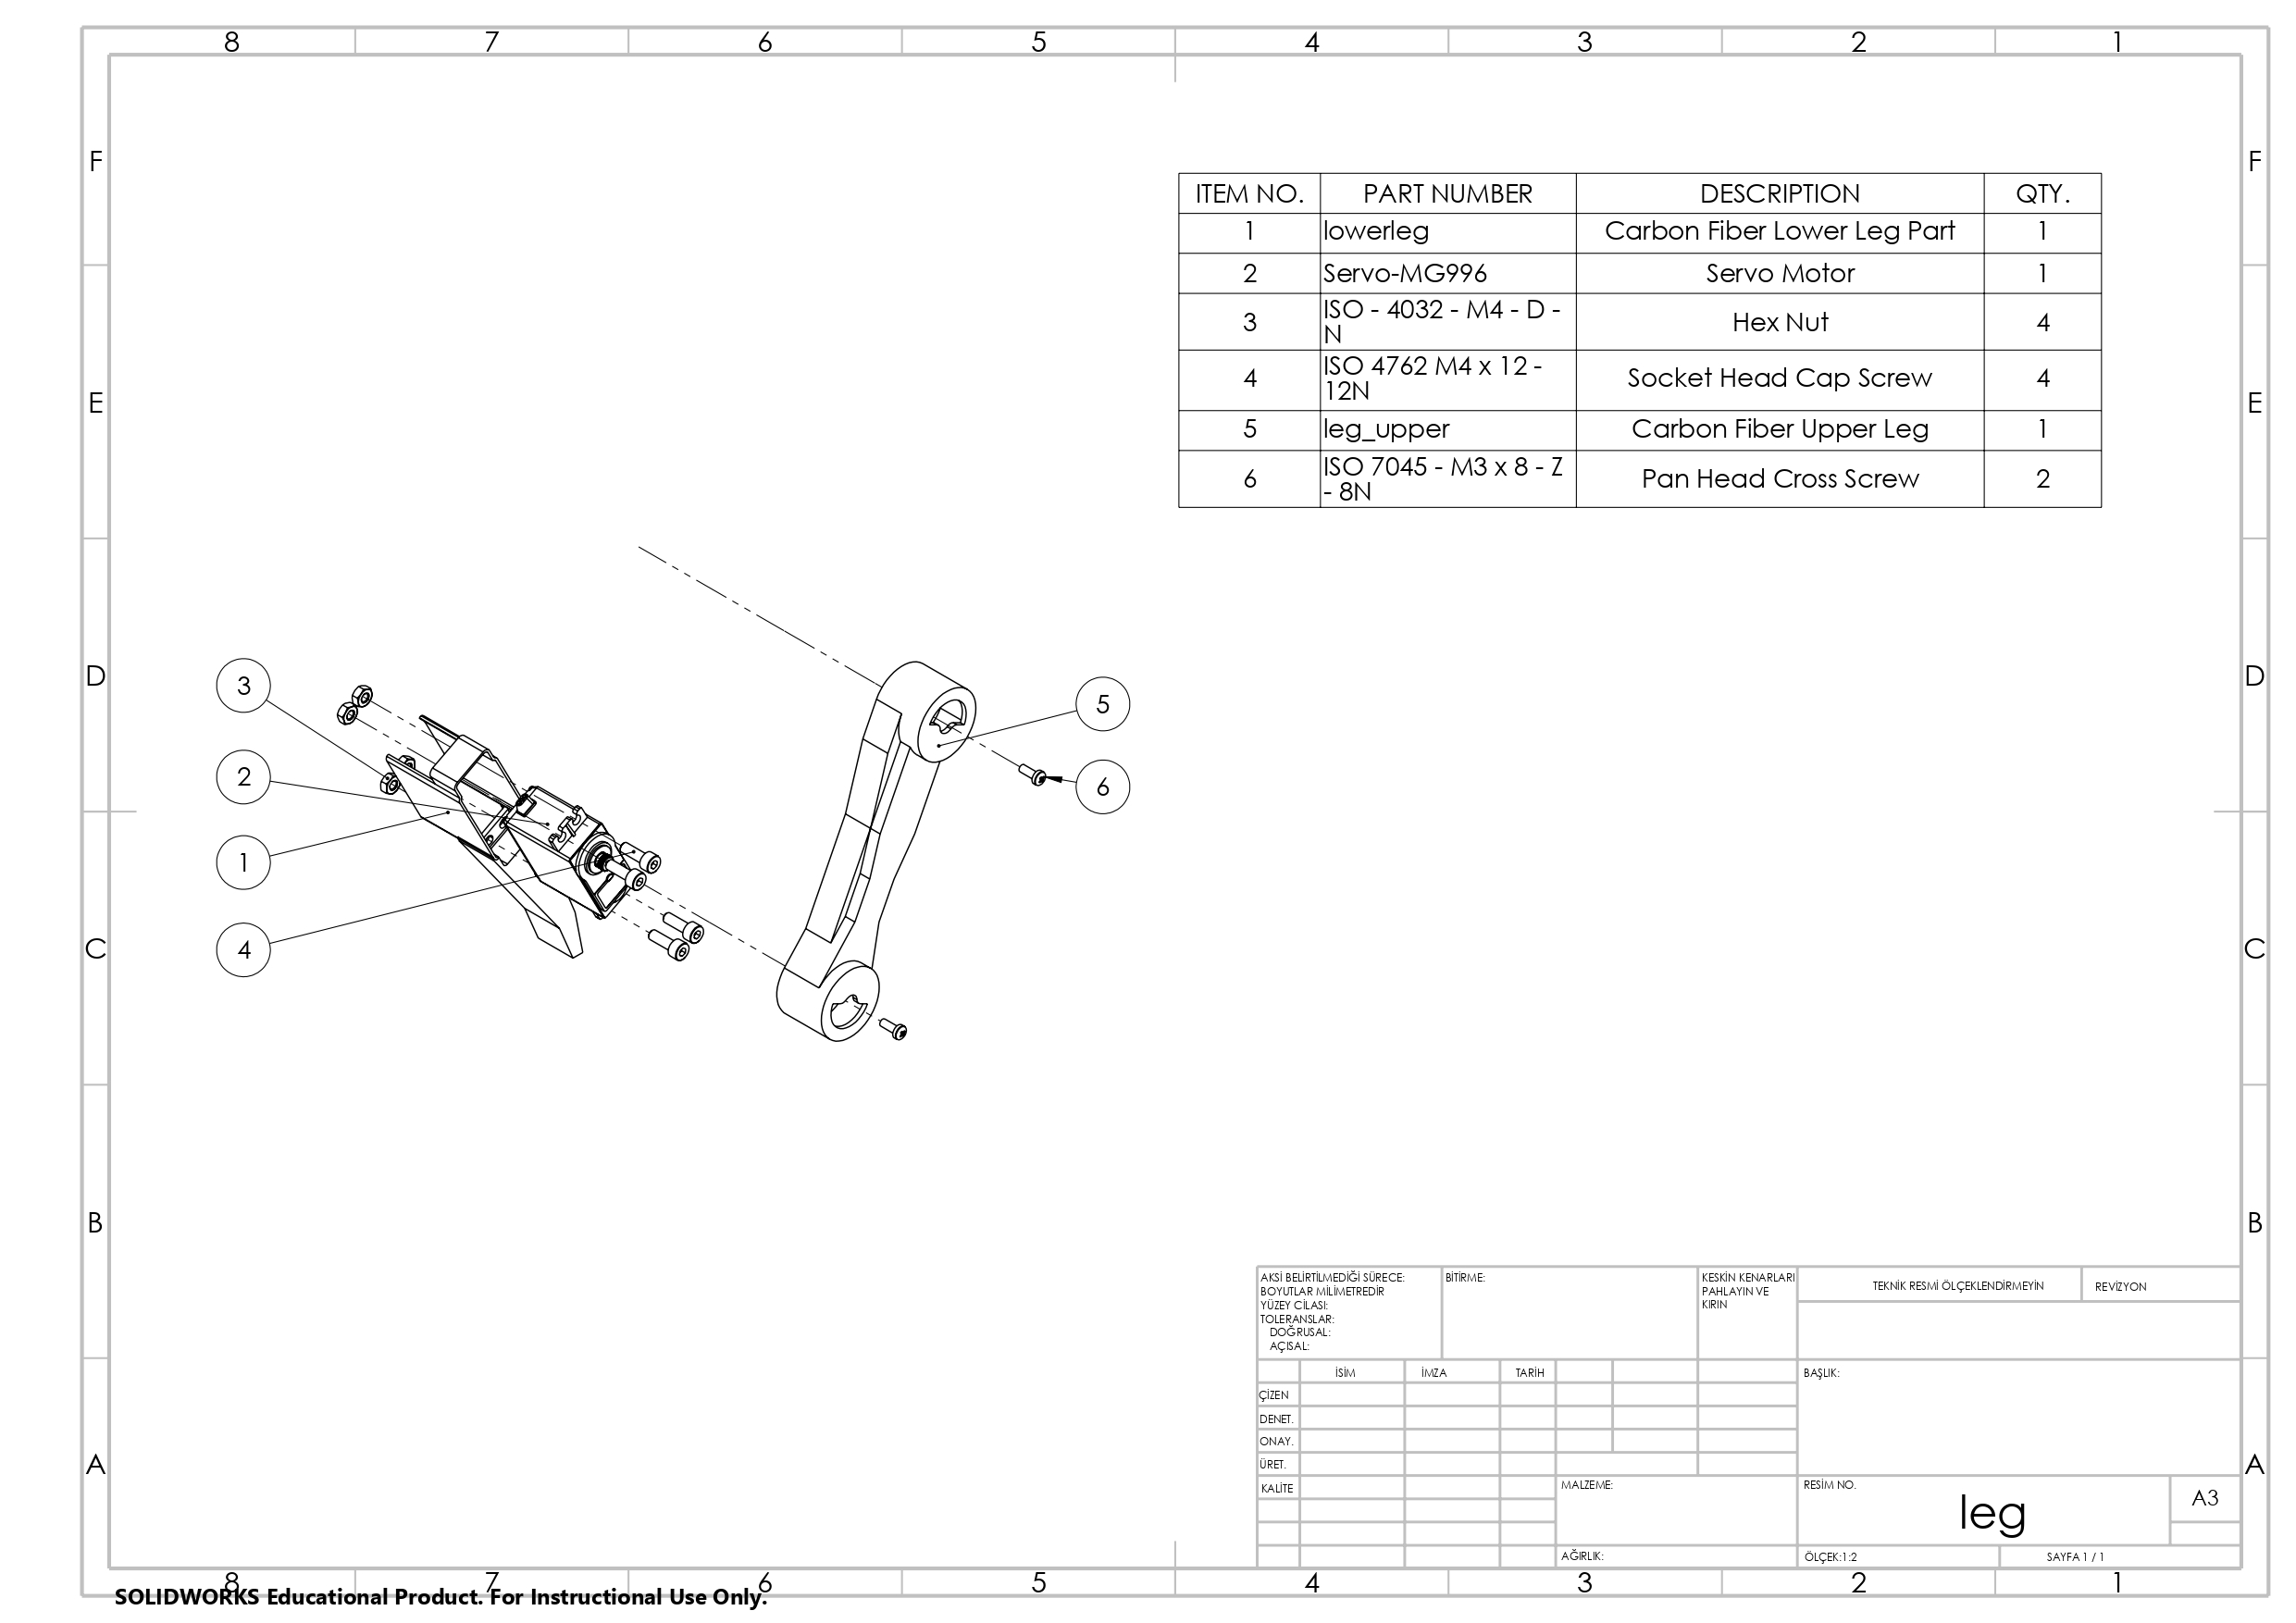 8 7 6 5 4 3 2 1
F F
ITEM NO. PART NUMBER DESCRIPTION QTY.
1 lowerleg Carbon Fiber Lower Leg Part 1
2 Servo-MG996 Servo Motor 1
3 ISO - 4032 - M4 - D - Hex Nut 4
N
4 ISO 4762 M4 x 12 - Socket Head Cap Screw 4
12N
5 leg_upper Carbon Fiber Upper Leg 1
6 ISO 7045 - M3 x 8 - Z Pan Head Cross Screw 2
- 8N
E E
D D
3
5
2
6
1
4
C C
B B
AKSİ BELİRTİLMEDİĞİ SÜRECE:
BOYUTLAR MİLİMETREDİR
YÜZEY CİLASI:
TOLERANSLAR:
DOĞRUSAL:
AÇISAL:
BİTİRME:
KESKİN KENARLARI
PAHLAYIN VE
KIRIN
TEKNİK RESMİ ÖLÇEKLENDİRMEYİN
REVİZYON
İSİM İMZA TARİH
ÇİZEN
DENET.
ONAY.
ÜRET.
KALİTE
BAŞLIK:
MALZEME:
RESİM NO.
leg
A3
AĞIRLIK:
ÖLÇEK:1:2
SAYFA 1 / 1
A A
8 7 6 5 4 3 2 1
SOLIDWORKS Educational Product. For Instructional Use Only.